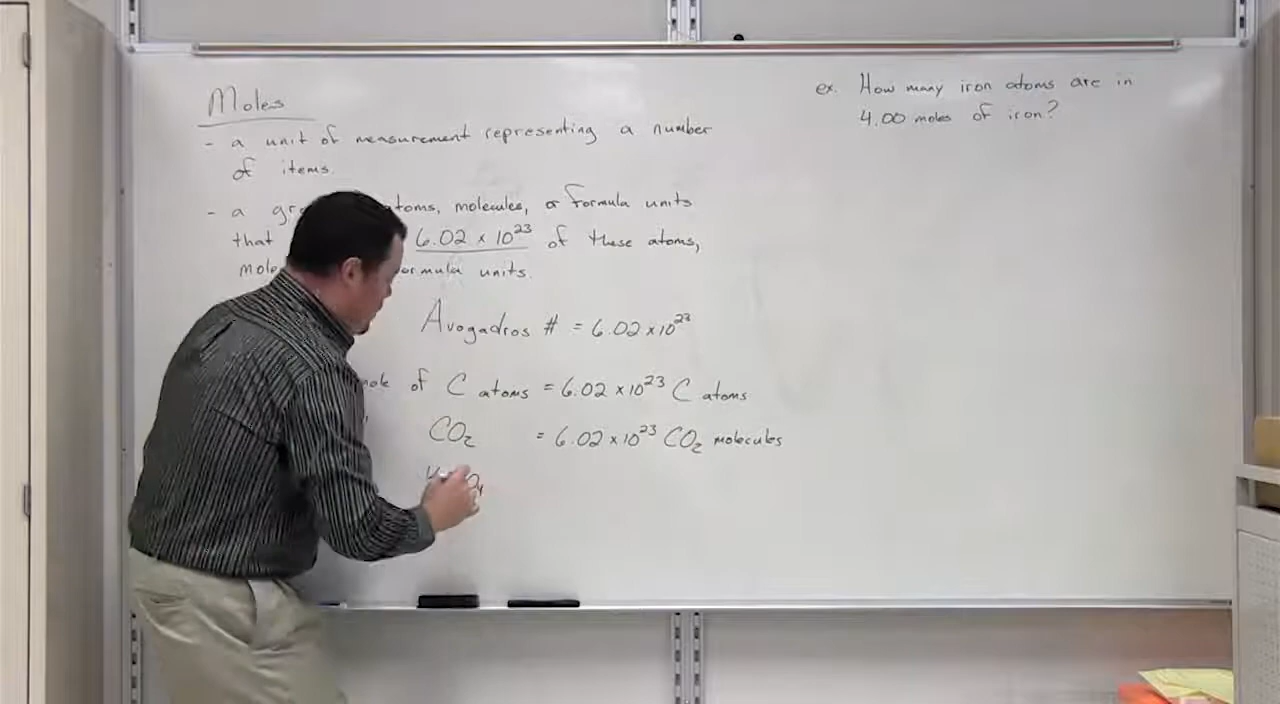 Moles
- a unit of measurement representing a number
of items.
- a atoms, molecules, or formula units
that 6.02 x 10²³ of these atoms,
formula units.
Avogadros # = 6.02 x 10²³
mole of C atoms = 6.02 x 10²³ C atoms
CO₂ = 6.02 x 10²³ CO₂ molecules
ex. How many iron atoms are in
4.00 moles of iron?